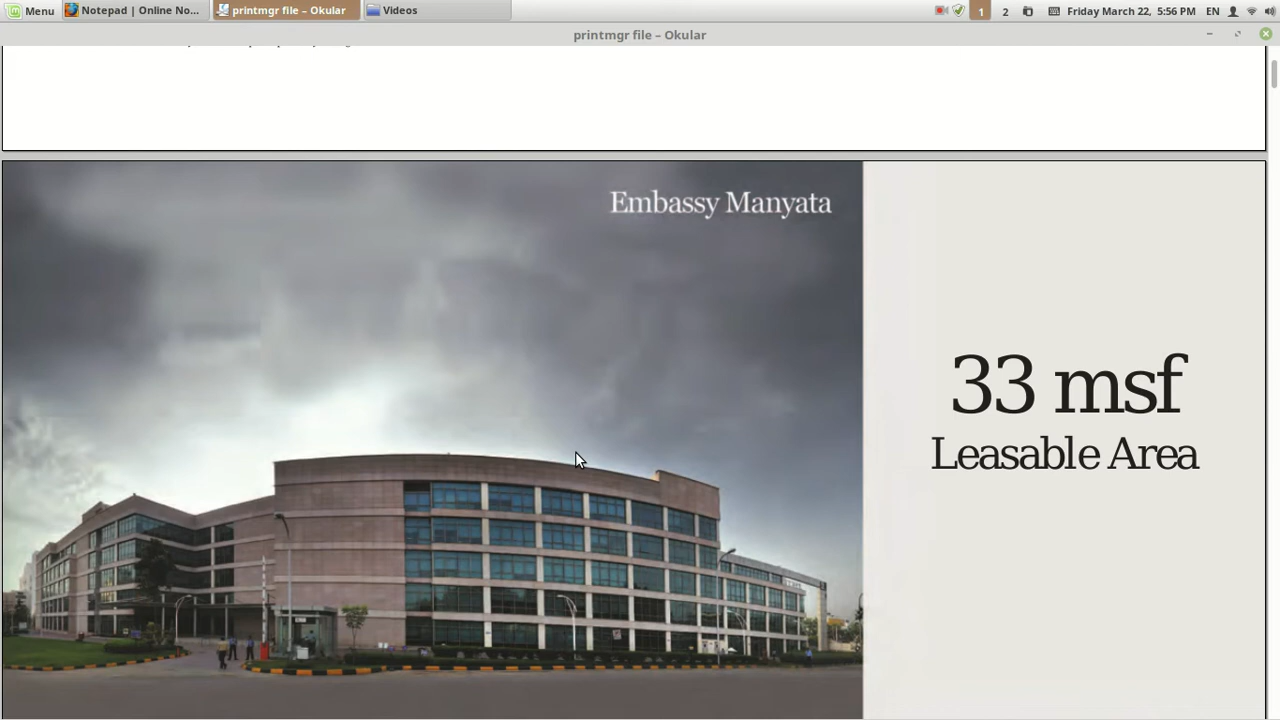 Menu
Notepad | Online No...
printmgr file – Okular
Videos
1
2
Friday March 22, 5:56 PM
EN
printmgr file – Okular
Embassy Manyata
33 msf
Leasable Area